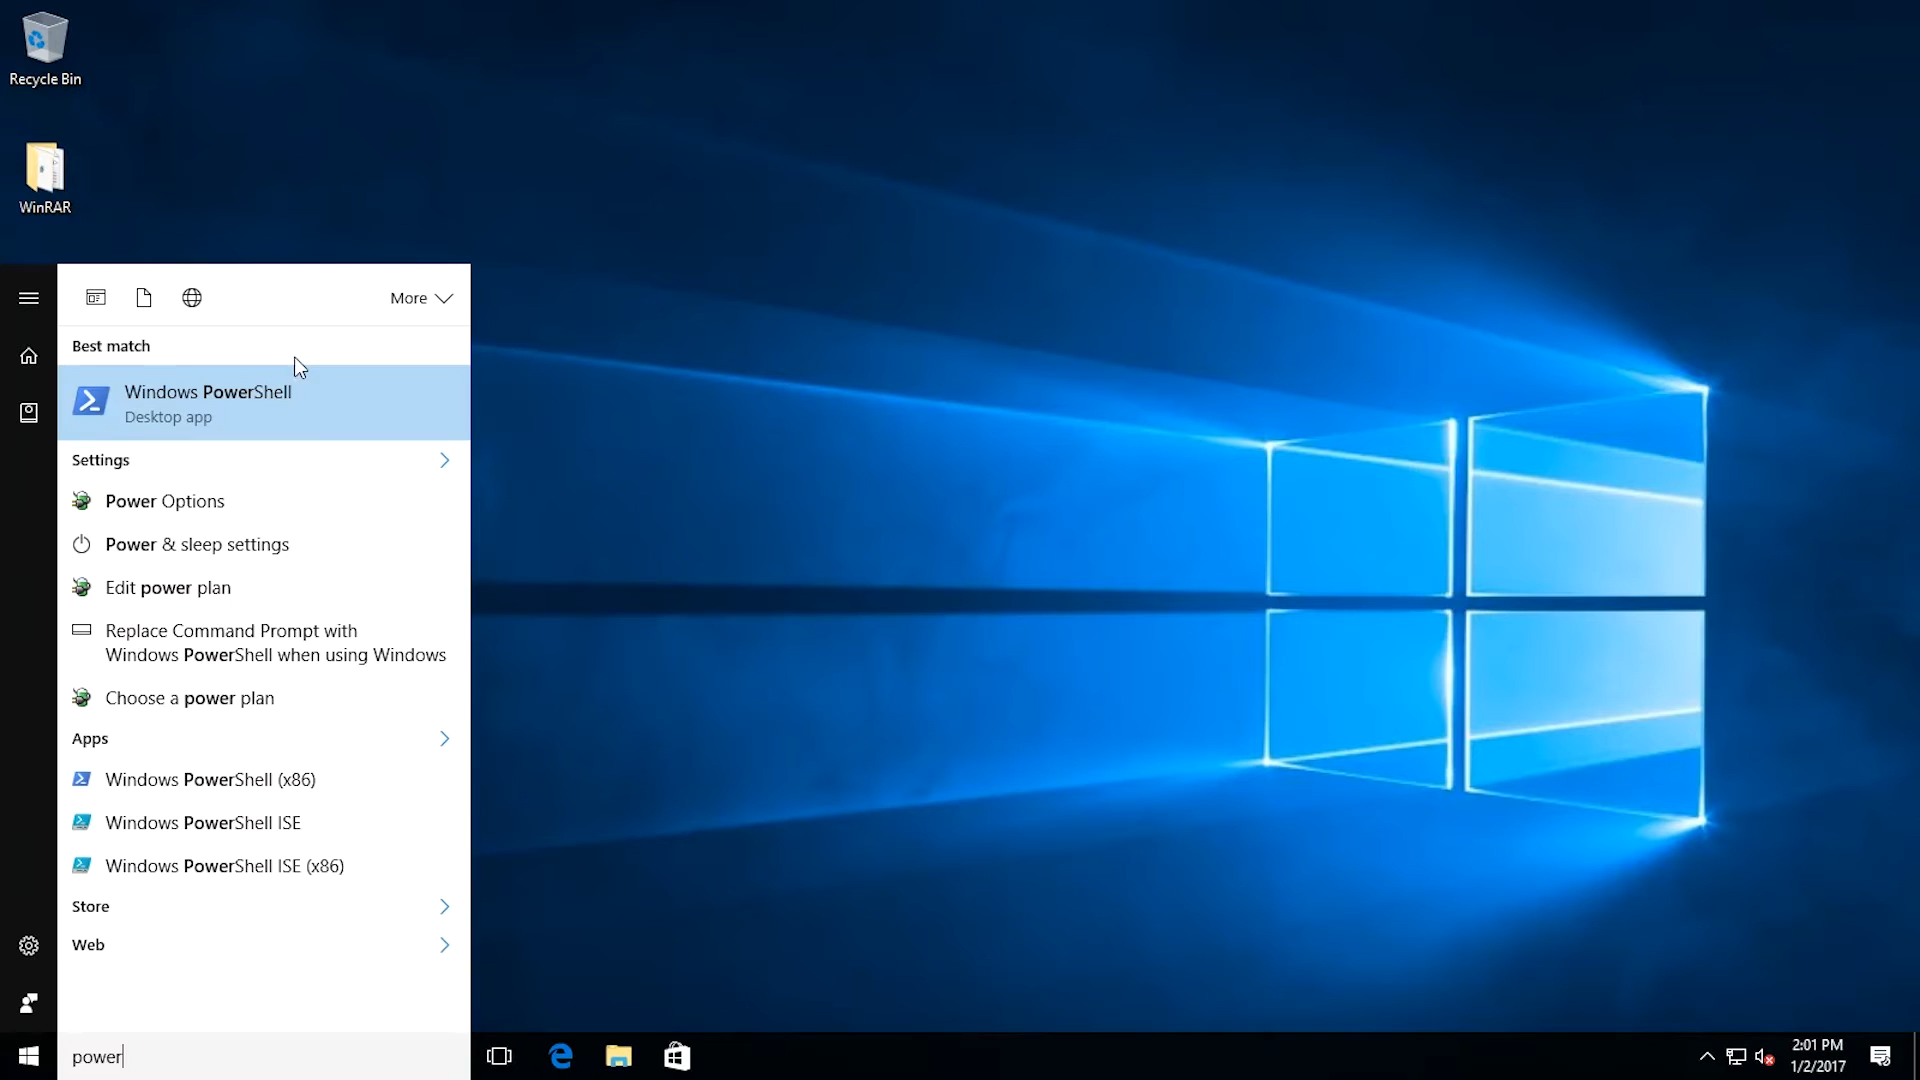 Recycle Bin
WinRAR
More
Best match
Windows PowerShell
Desktop app
Settings
Power Options
Power & sleep settings
Edit power plan
Replace Command Prompt with
Windows PowerShell when using Windows
Choose a power plan
Apps
Windows PowerShell (x86)
Windows PowerShell ISE
Windows PowerShell ISE (x86)
Store
Web
power
2:01 PM
1/2/2017